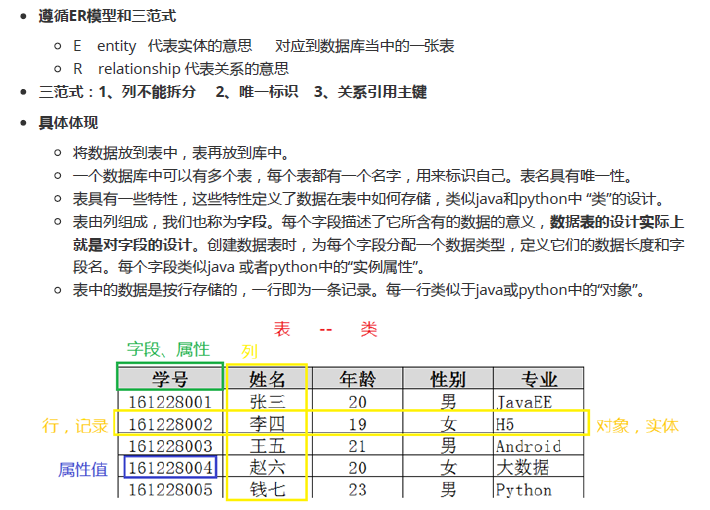 遵循ER模型和三范式
E entity 代表实体的意思 对应到数据库当中的一张表
R relationship 代表关系的意思
三范式：1、列不能拆分 2、唯一标识 3、关系引用主键
具体体现
将数据放到表中，表再放到库中。
一个数据库中可以有多个表，每个表都有一个名字，用来标识自己。表名具有唯一性。
表具有一些特性，这些特性定义了数据在表中如何存储，类似java和python中 “类”的设计。
表由列组成，我们也称为字段。每个字段描述了它所含有的数据的意义，数据表的设计实际上
就是对字段的设计。创建数据表时，为每个字段分配一个数据类型，定义它们的数据长度和字
段名。每个字段类似java 或者python中的“实例属性”。
表中的数据是按行存储的，一行即为一条记录。每一行类似于java或python中的“对象”。
表 -- 类
字段、属性 列
学号 姓名 年龄 性别 专业
161228001 张三 20 男 JavaEE
行，记录 161228002 李四 19 女 H5 对象，实体
161228003 王五 21 男 Android
属性值 161228004 赵六 20 女 大数据
161228005 钱七 23 男 Python